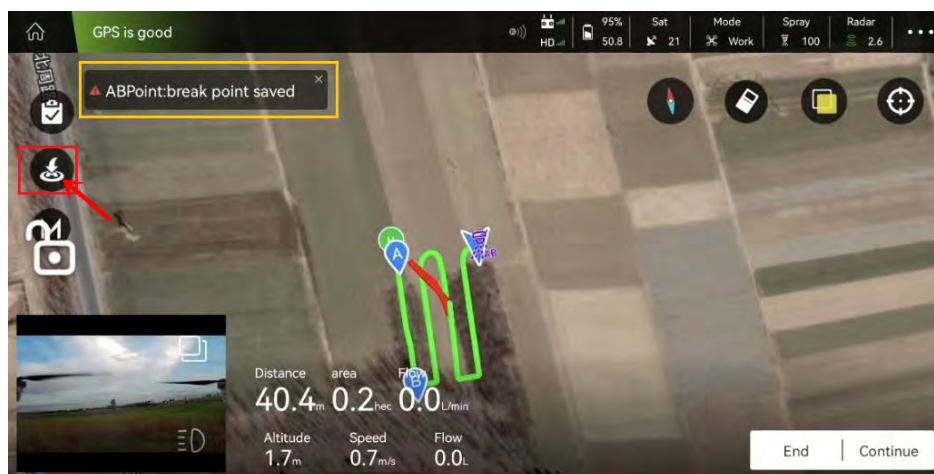 GPS is good
95% Sat Mode Spray Radar
HD 50.8 21 Work 100 2.6
ABPoint:break point saved
M
H
A
AB
B
Distance area Flow
40.4m 0.2hec 0.0L/min
Altitude Speed Flow
1.7m 0.7m/s 0.0L
End Continue